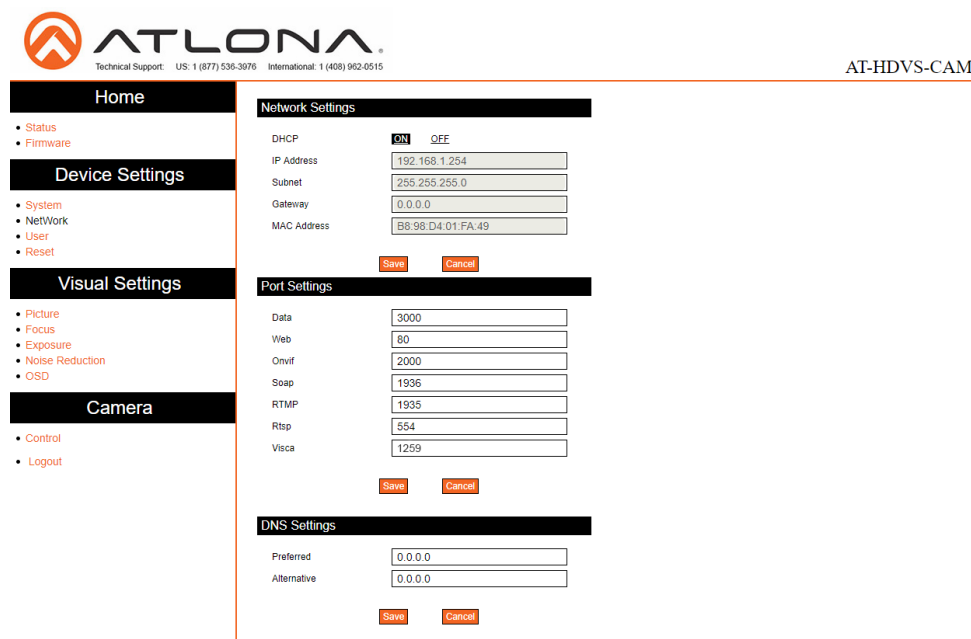 ATLONA.
Technical Support: US: 1 (877) 536-3976 International: 1 (408) 962-0515
AT-HDVS-CAM
Home
Status
Firmware
Device Settings
System
NetWork
User
Reset
Visual Settings
Picture
Focus
Exposure
Noise Reduction
OSD
Camera
Control
Logout
Network Settings
DHCP ON OFF
IP Address 192.168.1.254
Subnet 255.255.255.0
Gateway 0.0.0.0
MAC Address B8:98:D4:01:FA:49
Save Cancel
Port Settings
Data 3000
Web 80
Onvif 2000
Soap 1936
RTMP 1935
Rtsp 554
Visca 1259
Save Cancel
DNS Settings
Preferred 0.0.0.0
Alternative 0.0.0.0
Save Cancel